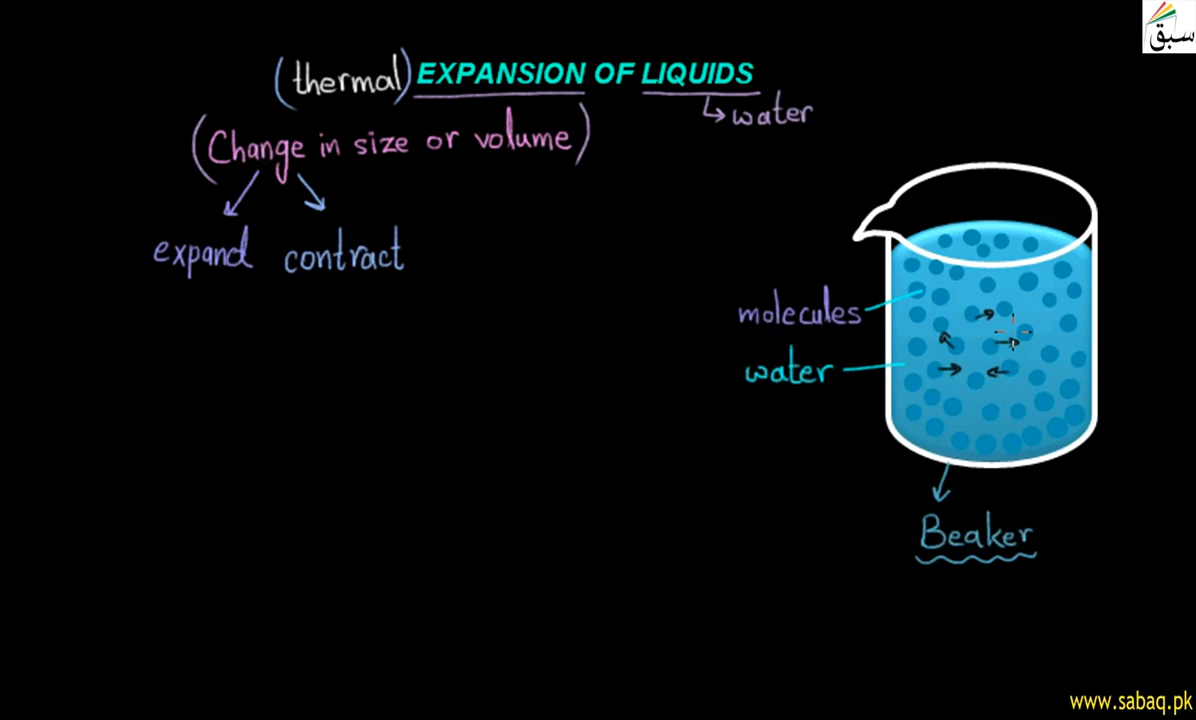 سبق
(thermal) EXPANSION OF LIQUIDS
↳ water
(Change in size or volume)
expand contract
molecules
water
Beaker
www.sabaq.pk